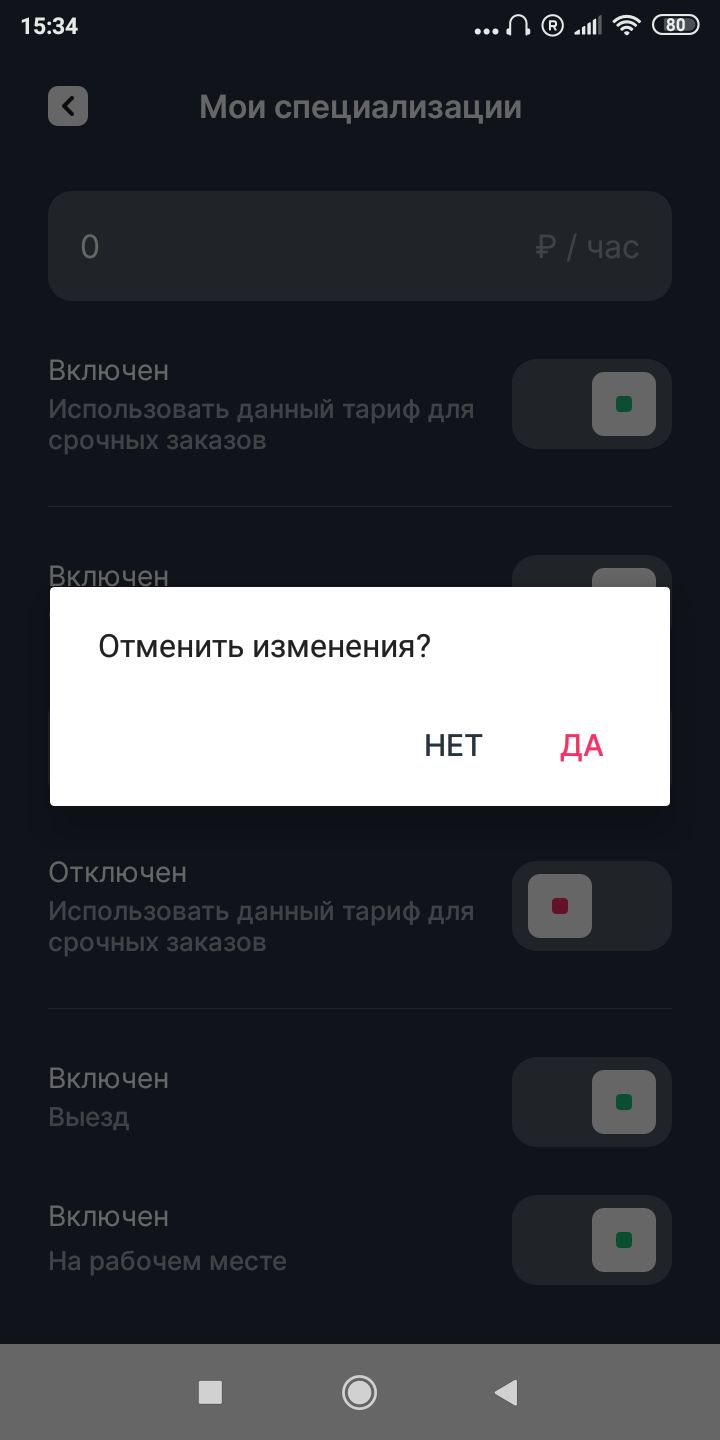 15:34
80
Мои специализации
0
₽ / час
Включен
Использовать данный тариф для
срочных заказов
Включен
Отменить изменения?
НЕТ
ДА
Отключен
Использовать данный тариф для
срочных заказов
Включен
Выезд
Включен
На рабочем месте